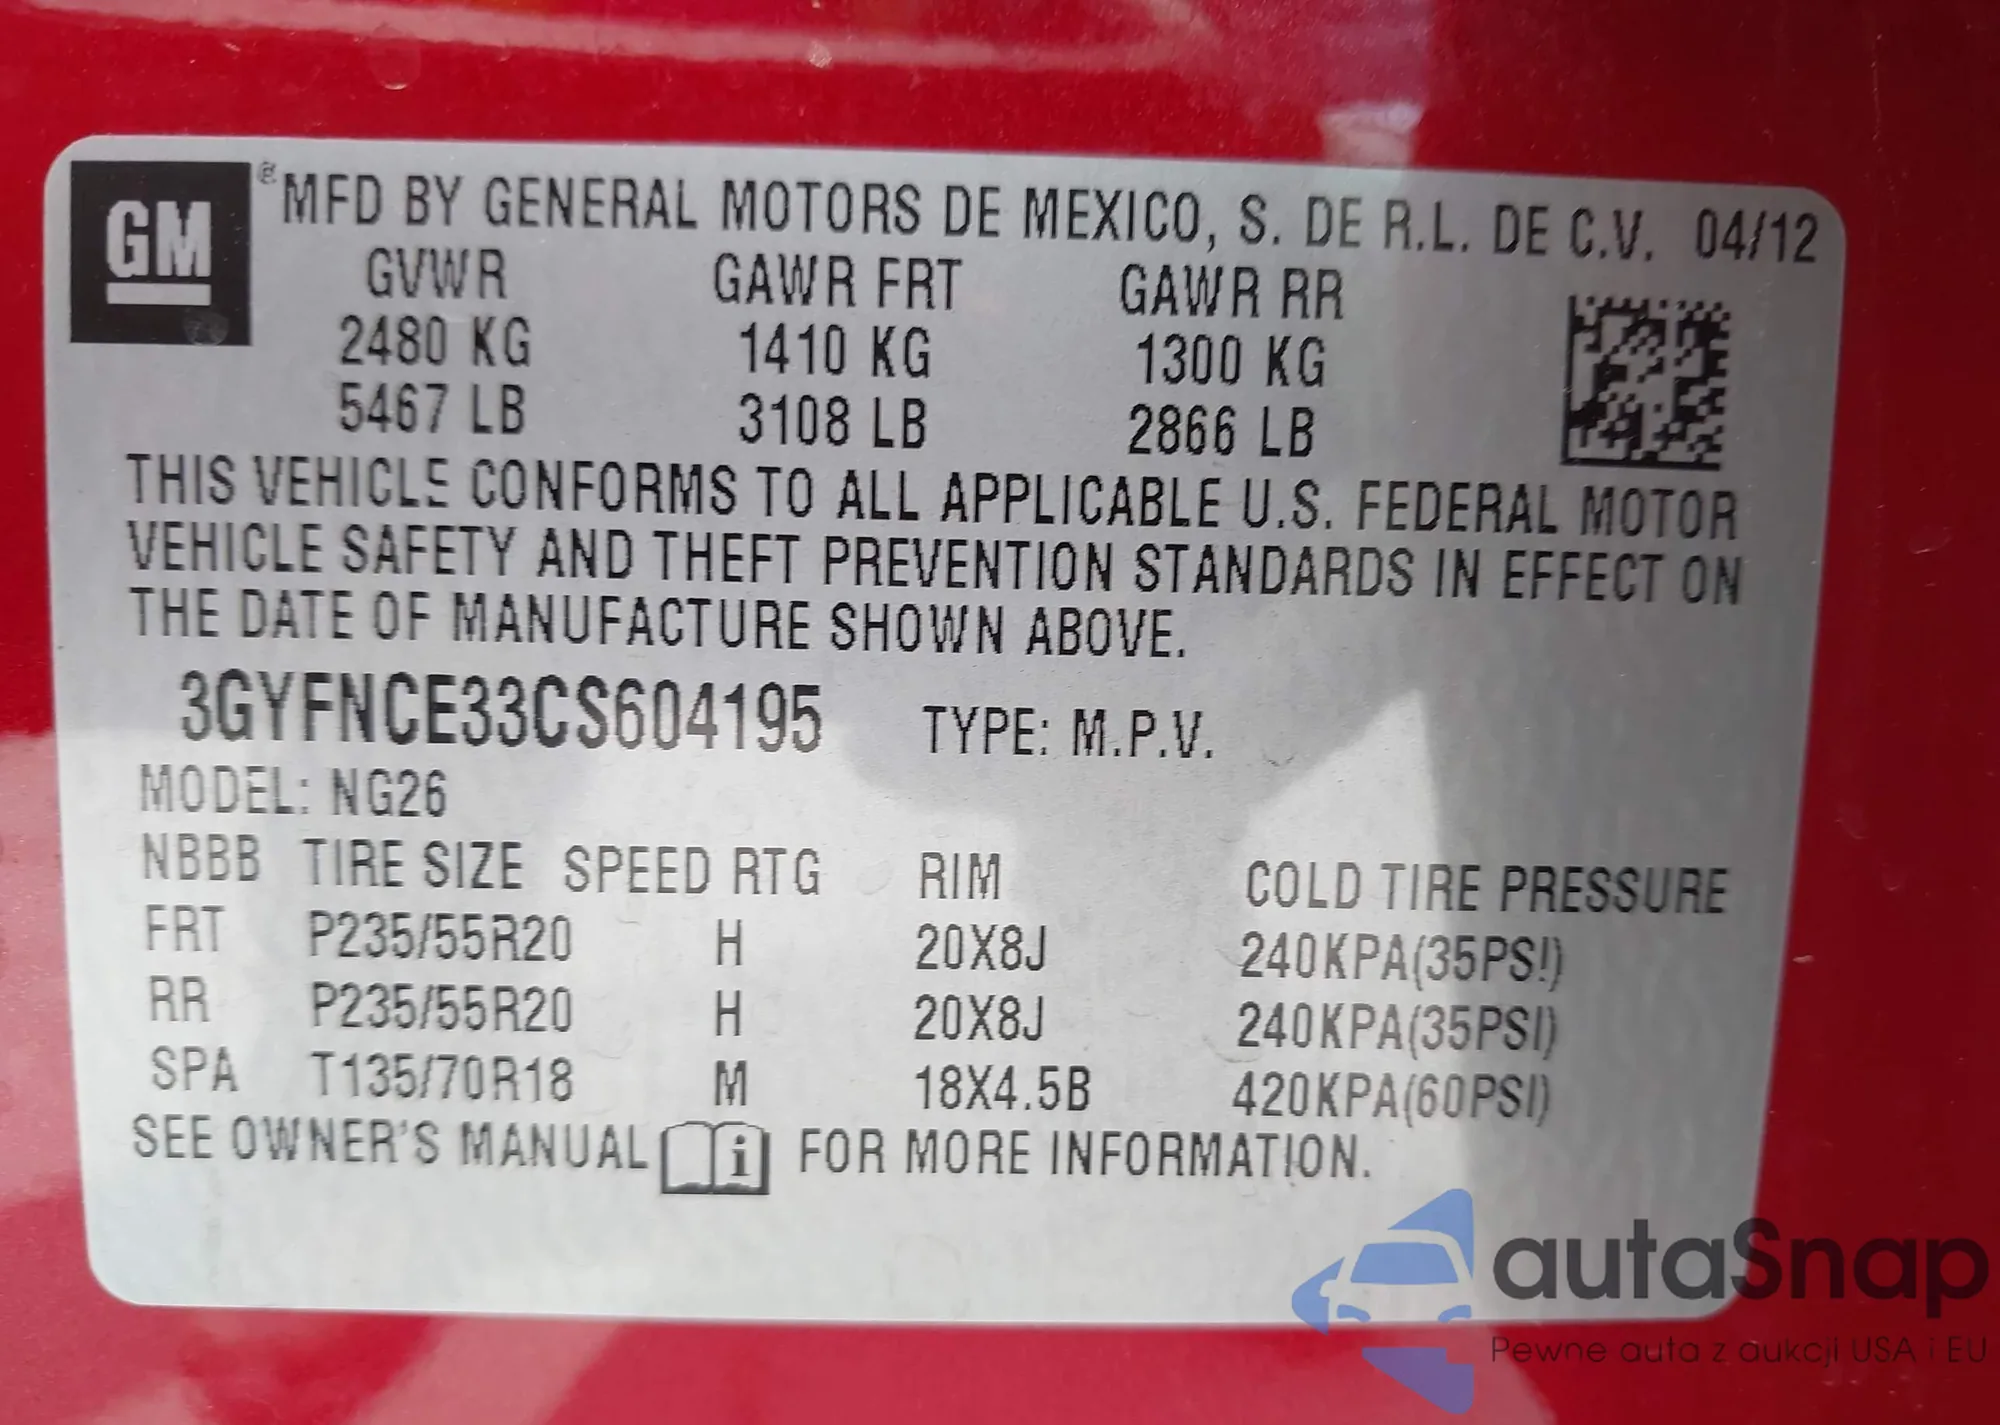 GM ® MFD BY GENERAL MOTORS DE MEXICO, S. DE R.L. DE C.V. 04/12
GVWR GAWR FRT GAWR RR
2480 KG 1410 KG 1300 KG
5467 LB 3108 LB 2866 LB
THIS VEHICLE CONFORMS TO ALL APPLICABLE U.S. FEDERAL MOTOR
VEHICLE SAFETY AND THEFT PREVENTION STANDARDS IN EFFECT ON
THE DATE OF MANUFACTURE SHOWN ABOVE.
3GYFNCE33CS604195 TYPE: M.P.V.
MODEL: NG26
NBBB TIRE SIZE SPEED RTG RIM COLD TIRE PRESSURE
FRT P235/55R20 H 20X8J 240KPA(35PSI)
RR P235/55R20 H 20X8J 240KPA(35PSI)
SPA T135/70R18 M 18X4.5B 420KPA(60PSI)
SEE OWNER'S MANUAL i FOR MORE INFORMATION.
autaSnap
Pewne auta z aukcji USA i EU